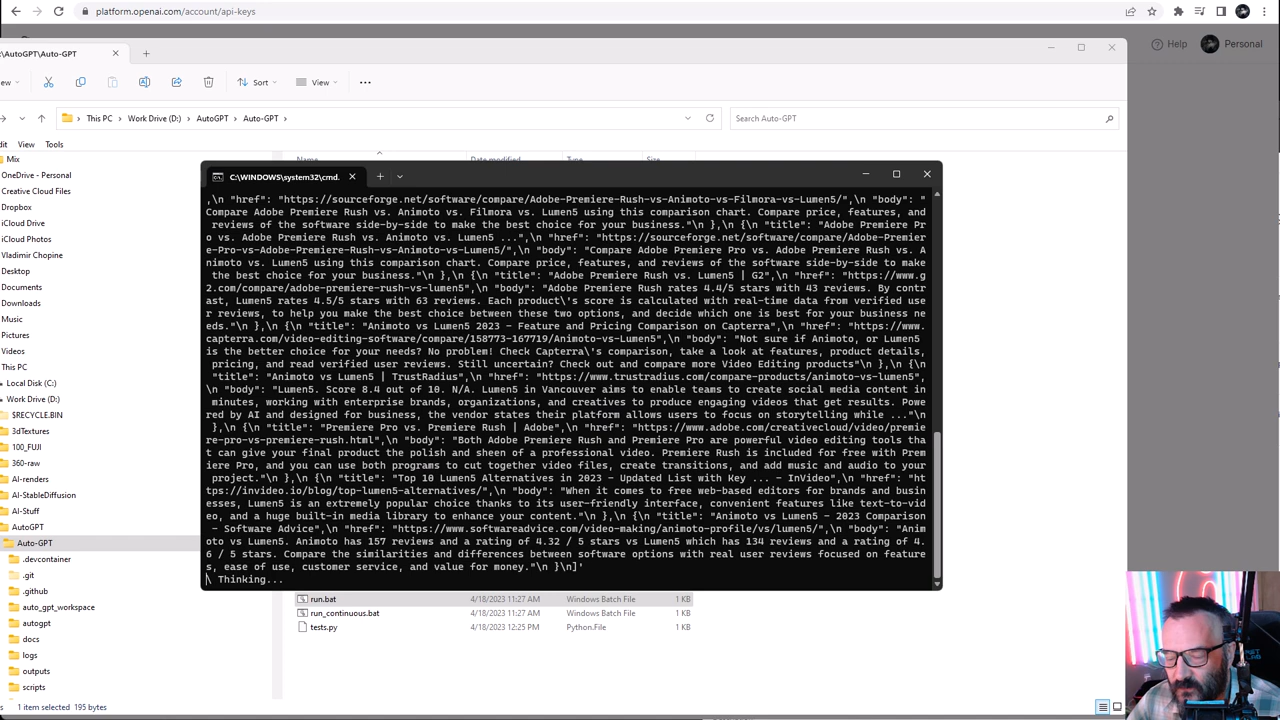 platform.openai.com/account/api-keys
\AutoGPT\Auto-GPT
Help
Personal
ew
Sort
View
This PC
Work Drive (D:)
AutoGPT
Auto-GPT
Search Auto-GPT
dit
View
Tools
Name
Date modified
Type
Size
Mix
OneDrive - Personal
Creative Cloud Files
Dropbox
iCloud Drive
iCloud Photos
Vladimir Chopine
Desktop
Documents
Downloads
Music
Pictures
Videos
This PC
Local Disk (C:)
Work Drive (D:)
$RECYCLE.BIN
3dTextures
100_FUJI
360-raw
AI-renders
AI-StableDiffusion
AI-Stuff
AutoGPT
Auto-GPT
.devcontainer
.git
.github
auto_gpt_workspace
autogpt
docs
logs
outputs
scripts
C:\WINDOWS\system32\cmd.
,\n "href": "https://sourceforge.net/software/compare/Adobe-Premiere-Rush-vs-Animoto-vs-Filmora-vs-Lumen5/",\n "body": "
Compare Adobe Premiere Rush vs. Animoto vs. Filmora vs. Lumen5 using this comparison chart. Compare price, features, and
reviews of the software side-by-side to make the best choice for your business."\n },\n {\n "title": "Adobe Premiere Pr
o vs. Adobe Premiere Rush vs. Animoto vs. Lumen5 ...",\n "href": "https://sourceforge.net/software/compare/Adobe-Premier
e-Pro-vs-Adobe-Premiere-Rush-vs-Animoto-vs-Lumen5/",\n "body": "Compare Adobe Premiere Pro vs. Adobe Premiere Rush vs. A
nimoto vs. Lumen5 using this comparison chart. Compare price, features, and reviews of the software side-by-side to make
the best choice for your business."\n },\n {\n "title": "Adobe Premiere Rush vs. Lumen5 | G2",\n "href": "https://www.g
2.com/compare/adobe-premiere-rush-vs-lumen5",\n "body": "Adobe Premiere Rush rates 4.4/5 stars with 43 reviews. By contr
ast, Lumen5 rates 4.5/5 stars with 63 reviews. Each product\'s score is calculated with real-time data from verified use
r reviews, to help you make the best choice between these two options, and decide which one is best for your business ne
eds."\n },\n {\n "title": "Animoto vs Lumen5 2023 - Feature and Pricing Comparison on Capterra",\n "href": "https://www.
capterra.com/video-editing-software/compare/158773-167719/Animoto-vs-Lumen5",\n "body": "Not sure if Animoto, or Lumen5
is the better choice for your needs? No problem! Check Capterra\'s comparison, take a look at features, product details,
pricing, and read verified user reviews. Still uncertain? Check out and compare more Video Editing products"\n },\n {\n
"title": "Animoto vs Lumen5 | TrustRadius",\n "href": "https://www.trustradius.com/compare-products/animoto-vs-lumen5",
\n "body": "Lumen5. Score 8.4 out of 10. N/A. Lumen5 in Vancouver aims to enable teams to create social media content in
minutes, working with enterprise brands, organizations, and creatives to produce engaging videos that get results. Powe
red by AI and designed for business, the vendor states their platform allows users to focus on storytelling while ..."\n
},\n {\n "title": "Premiere Pro vs. Premiere Rush | Adobe",\n "href": "https://www.adobe.com/creativecloud/video/premie
re-pro-vs-premiere-rush.html",\n "body": "Both Adobe Premiere Rush and Premiere Pro are powerful video editing tools tha
t can give your final product the polish and sheen of a professional video. Premiere Rush is included for free with Prem
iere Pro, and you can use both programs to cut together video files, create transitions, and add music and audio to your
project."\n },\n {\n "title": "Top 10 Lumen5 Alternatives in 2023 - Updated List with Key ... - InVideo",\n "href": "ht
tps://invideo.io/blog/top-lumen5-alternatives/",\n "body": "When it comes to free web-based editors for brands and busin
esses, Lumen5 is an extremely popular choice thanks to its user-friendly interface, convenient features like text-to-vid
eo, and a built-in media library to enhance your content."\n },\n {\n "title": "Animoto vs Lumen5 - 2023 Comparison
- Software Advice",\n "href": "https://www.softwareadvice.com/video-making/animoto-profile/vs/lumen5/",\n "body": "Anim
oto vs Lumen5. Animoto has 157 reviews and a rating of 4.32 / 5 stars vs Lumen5 which has 134 reviews and a rating of 4.
6 / 5 stars. Compare the similarities and differences between software options with real user reviews focused on feature
s, ease of use, customer service, and value for money."\n }\n]'
\ Thinking...
run.bat 4/18/2023 11:27 AM Windows Batch File 1 KB
run_continuous.bat 4/18/2023 11:27 AM Windows Batch File 1 KB
tests.py 4/18/2023 12:25 PM Python.File 1 KB
s
1 item selected 195 bytes